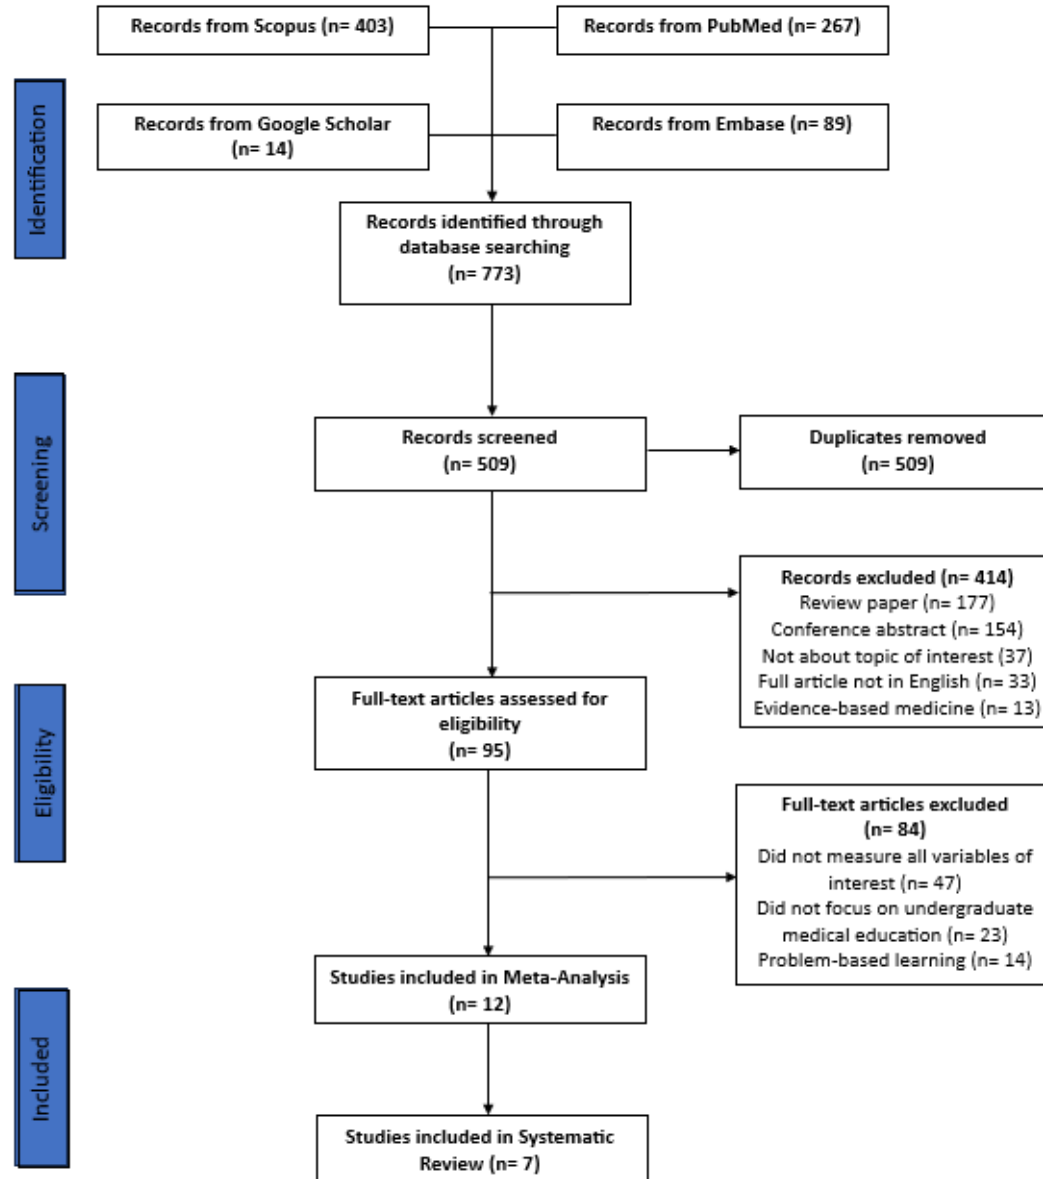 Records from Scopus (n= 403)
Records from PubMed (n= 267)
Identification
Records from Google Scholar
(n= 14)
Records from Embase (n= 89)
Records identified through
database searching
(n= 773)
Screening
Records screened
(n= 509)
Duplicates removed
(n= 509)
Records excluded (n= 414)
Review paper (n= 177)
Conference abstract (n= 154)
Not about topic of interest (37)
Full article not in English (n= 33)
Evidence-based medicine (n= 13)
Eligibility
Full-text articles assessed for
eligibility
(n= 95)
Full-text articles excluded
(n= 84)
Did not measure all variables of
interest (n= 47)
Did not focus on undergraduate
medical education (n= 23)
Problem-based learning (n= 14)
Included
Studies included in Meta-Analysis
(n= 12)
Studies included in Systematic
Review (n= 7)